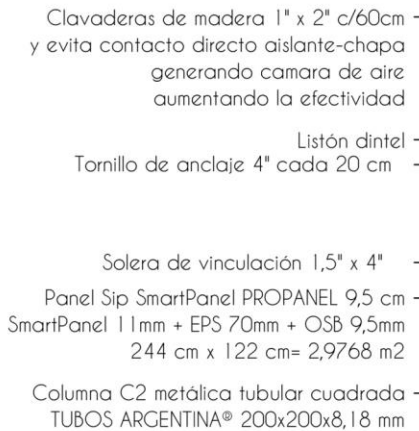 Clavaderas de madera 1" x 2" c/60cm -
y evita contacto directo aislante-chapa
generando camara de aire
aumentando la efectividad
Listón dintel -
Tornillo de anclaje 4" cada 20 cm -
Solera de vinculación 1,5" x 4" -
Panel Sip SmartPanel PROPANEL 9,5 cm -
SmartPanel 11mm + EPS 70mm + OSB 9,5mm
244 cm x 122 cm= 2,9768 m2
Columna C2 metálica tubular cuadrada -
TUBOS ARGENTINA® 200x200x8,18 mm